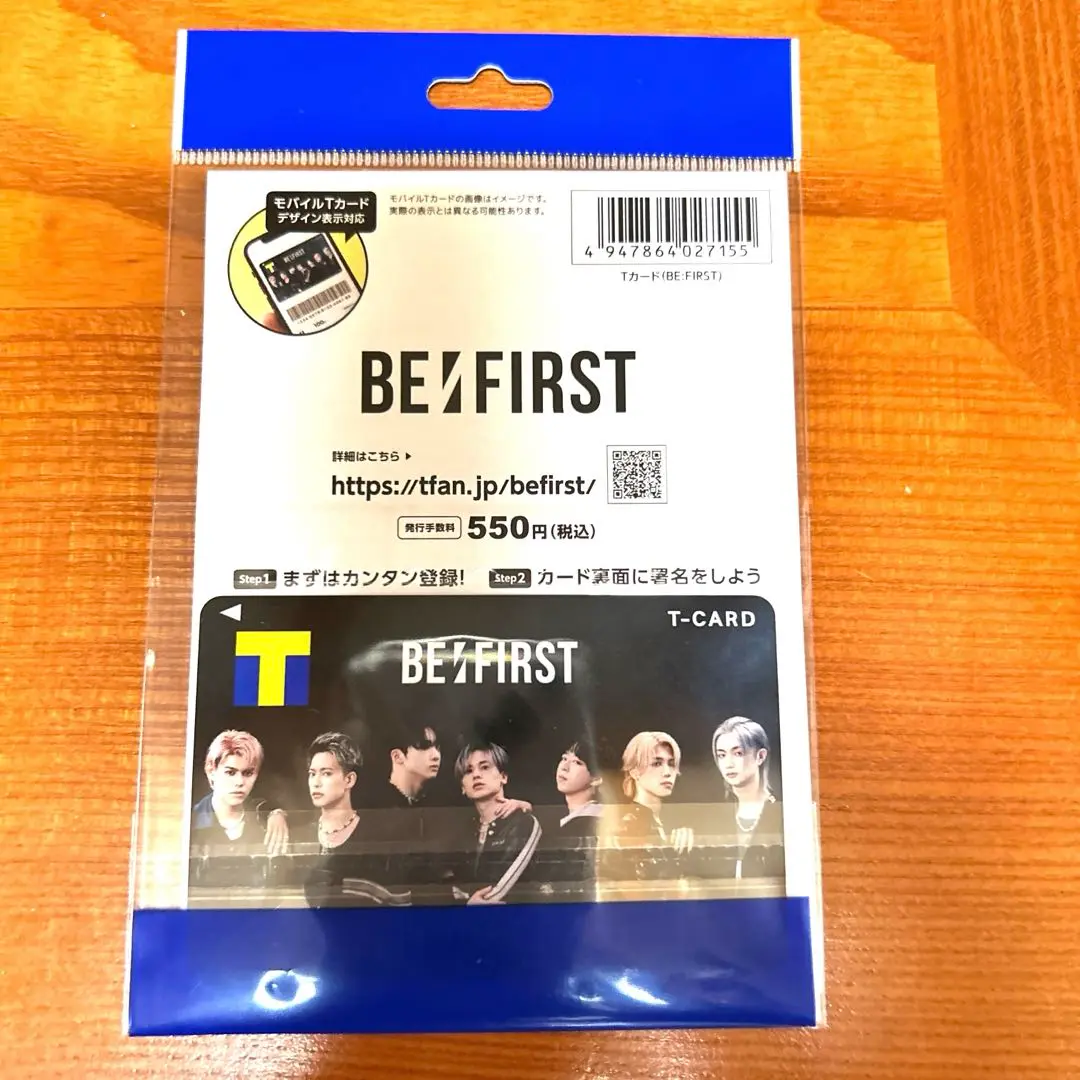 モバイルTカード
デザイン表示対応
モバイルTカードの画像はイメージです。
実際の表示とは異なる可能性あります。
4 947864 027155
Tカード(BE:FIRST)
BE:FIRST
BE:FIRST
詳細はこちら ▶
https://tfan.jp/befirst/
発行手数料 550円(税込)
Step1 まずはカンタン登録! Step2 カード裏面に署名をしよう
T-CARD
T
BE:FIRST